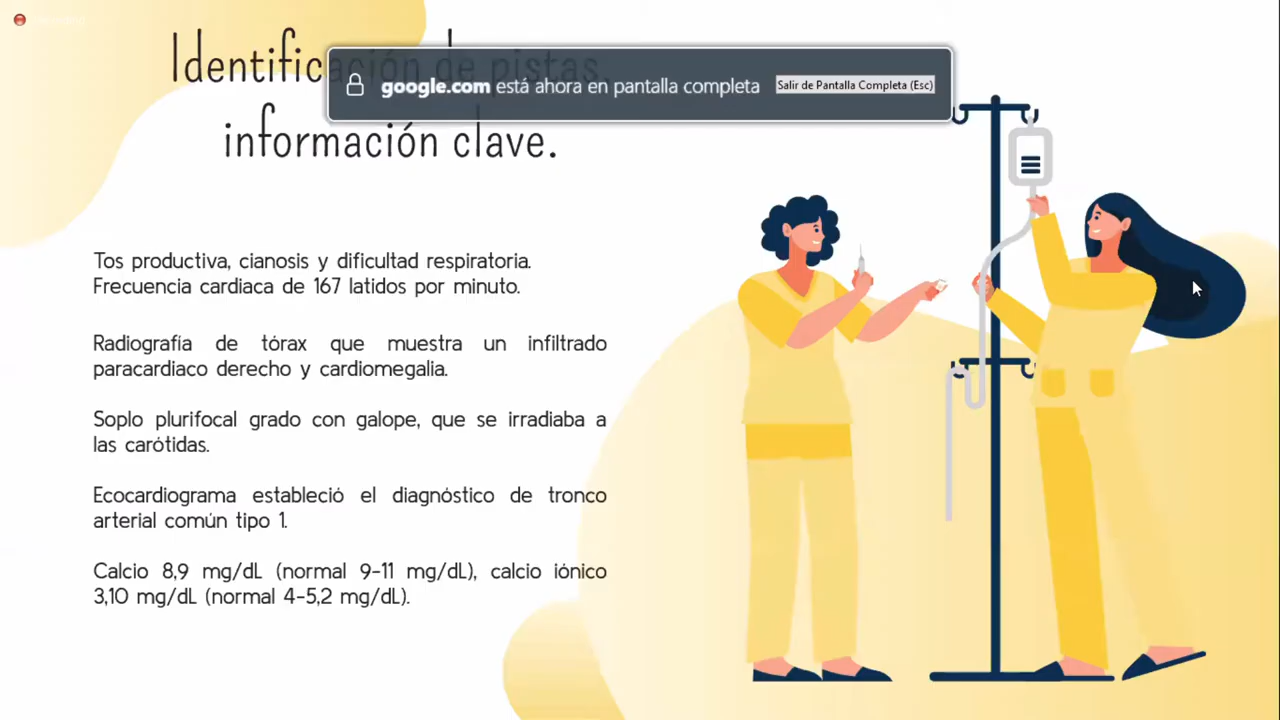 Identificación de pistas,
información clave.
google.com está ahora en pantalla completa
Salir de Pantalla Completa (Esc)
Tos productiva, cianosis y dificultad respiratoria.
Frecuencia cardiaca de 167 latidos por minuto.
Radiografía de tórax que muestra un infiltrado
paracardiaco derecho y cardiomegalia.
Soplo plurifocal grado con galope, que se irradiaba a
las carótidas.
Ecocardiograma estableció el diagnóstico de tronco
arterial común tipo 1.
Calcio 8,9 mg/dL (normal 9-11 mg/dL), calcio iónico
3,10 mg/dL (normal 4-5,2 mg/dL).